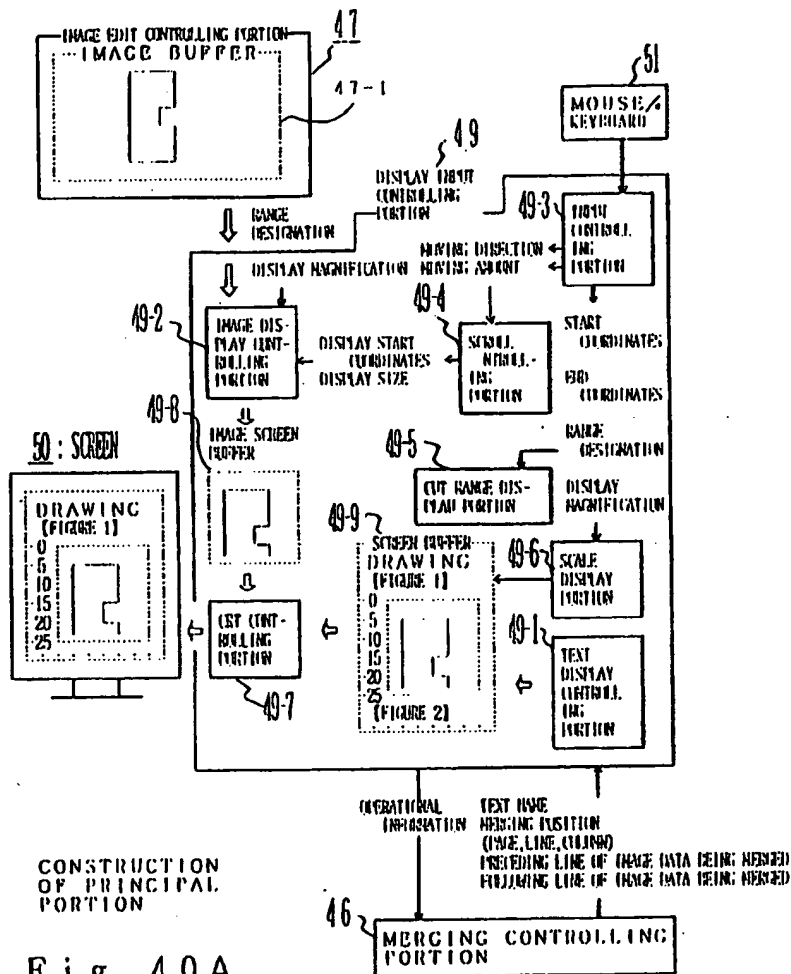 IMAGE EDIT CONTROLLING PORTION
IMAGE BUFFER
47
47-1
51
MOUSE/
KEYBOARD
49
DISPLAY INPUT
CONTROLLING
PORTION
49-3
INPUT
CONTROLL
ING
PORTION
RANGE
DESIGNATION
MOVING DIRECTION
DISPLAY MAGNIFICATION MOVING AMOUNT
49-2
IMAGE DIS-
PLAY CONT-
ROLLING
PORTION
49-4
SCROLL
NTROLL-
ING
PORTION
DISPLAY START
COORDINATES
DISPLAY SIZE
START
COORDINATES
END
COORDINATES
49-8
IMAGE SCREEN
BUFFER
RANGE
DESIGNATION
49-5
CUT RANGE DIS-
PLAY PORTION
DISPLAY
MAGNIFICATION
50 : SCREEN
DRAWING
[FIGURE 1]
0
5
10
15
20
25
49-9
SCREEN BUFFER
DRAWING
[FIGURE 1]
0
5
10
15
20
25
[FIGURE 2]
49-6
SCALE
DISPLAY
PORTION
49-1
TEXT
DISPLAY
CONTROLL
ING
PORTION
CRT CONT-
ROLLING
PORTION
49-7
OPERATIONAL
INFORMATION
TEXT NAME
MERGING POSITION
(PAGE, LINE, COLUMN)
PRECEDING LINE OF IMAGE DATA BEING MERGED
FOLLOWING LINE OF IMAGE DATA BEING MERGED
CONSTRUCTION
OF PRINCIPAL
PORTION
46
MERGING CONTROLLING
PORTION
Fig. 40A